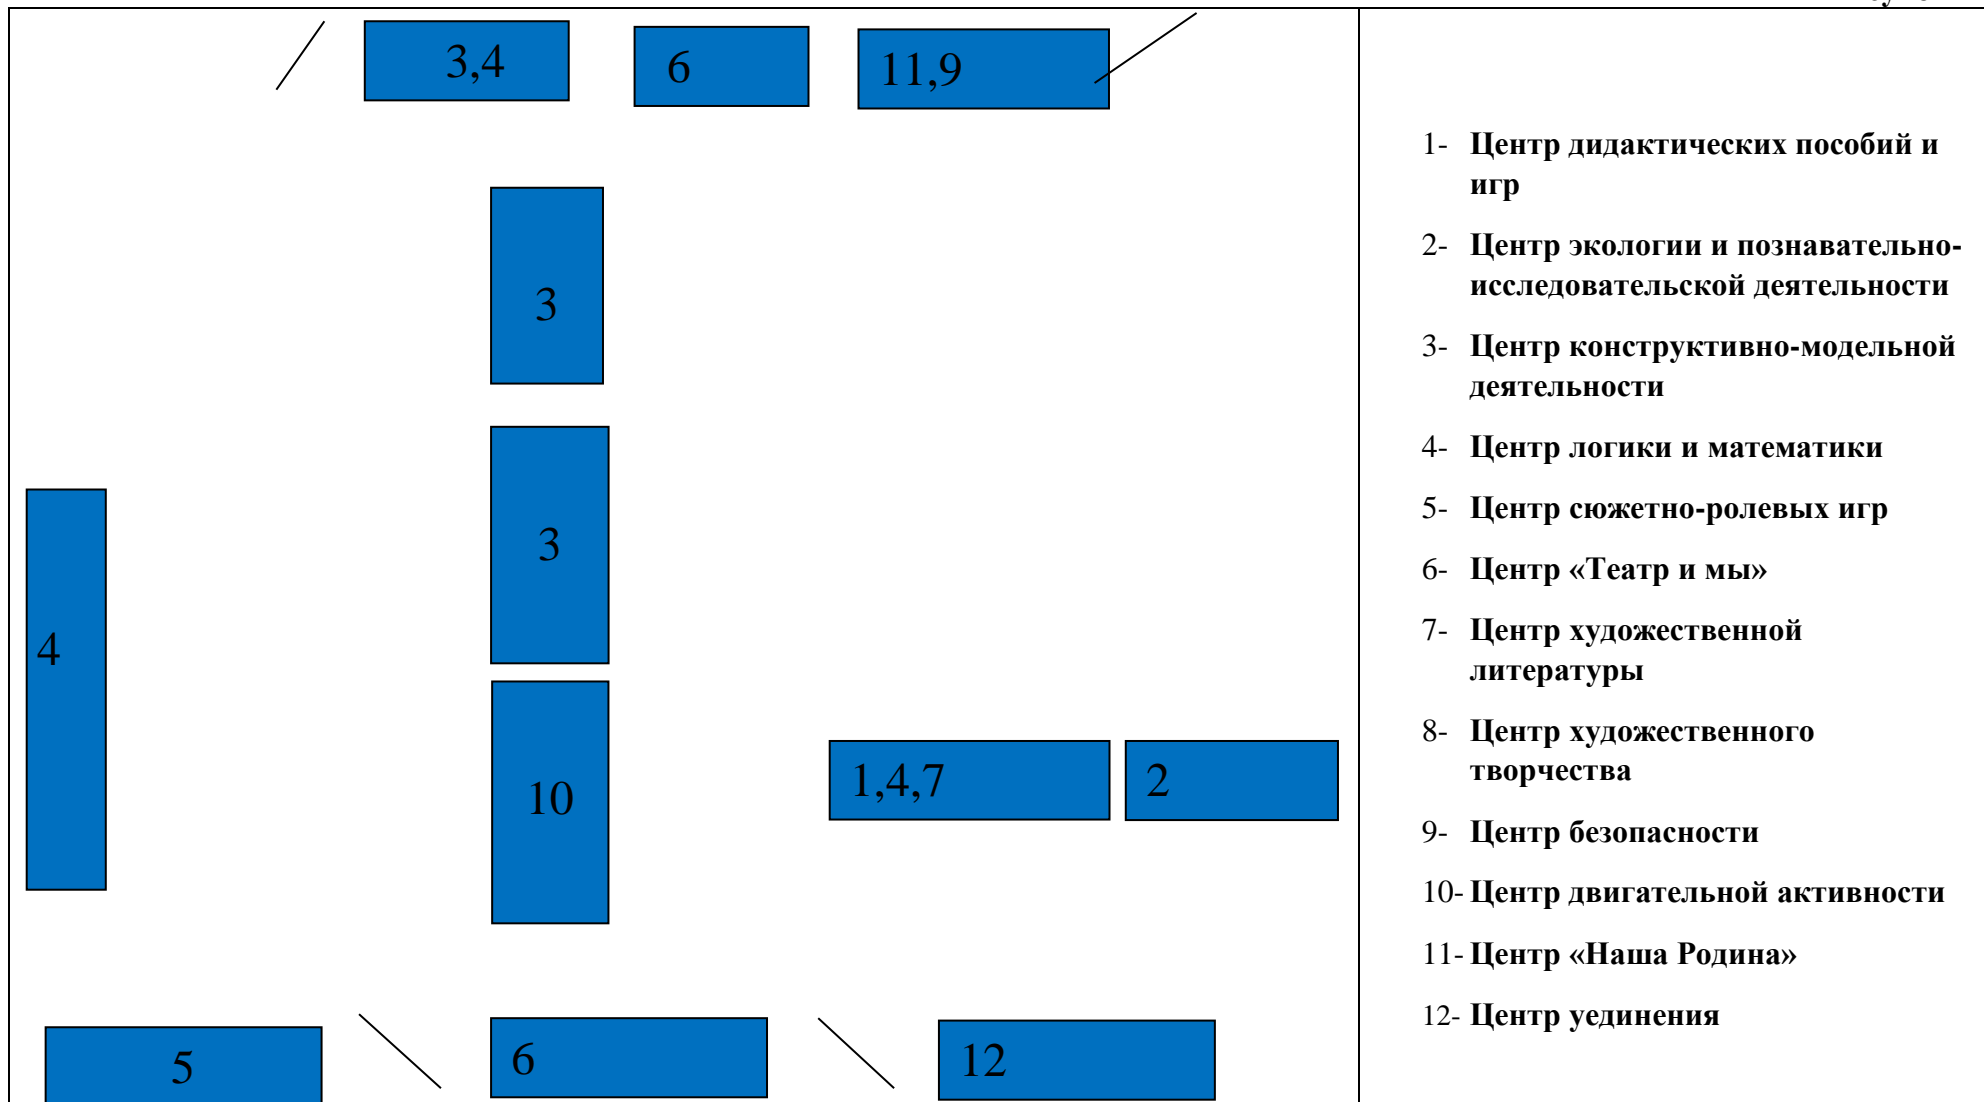 3,4
6
11,9
3
3
4
10
1,4,7
2
5
6
12
1- Центр дидактических пособий и
игр
2- Центр экологии и познавательно-
исследовательской деятельности
3- Центр конструктивно-модельной
деятельности
4- Центр логики и математики
5- Центр сюжетно-ролевых игр
6- Центр «Театр и мы»
7- Центр художественной
литературы
8- Центр художественного
творчества
9- Центр безопасности
10- Центр двигательной активности
11- Центр «Наша Родина»
12- Центр уединения